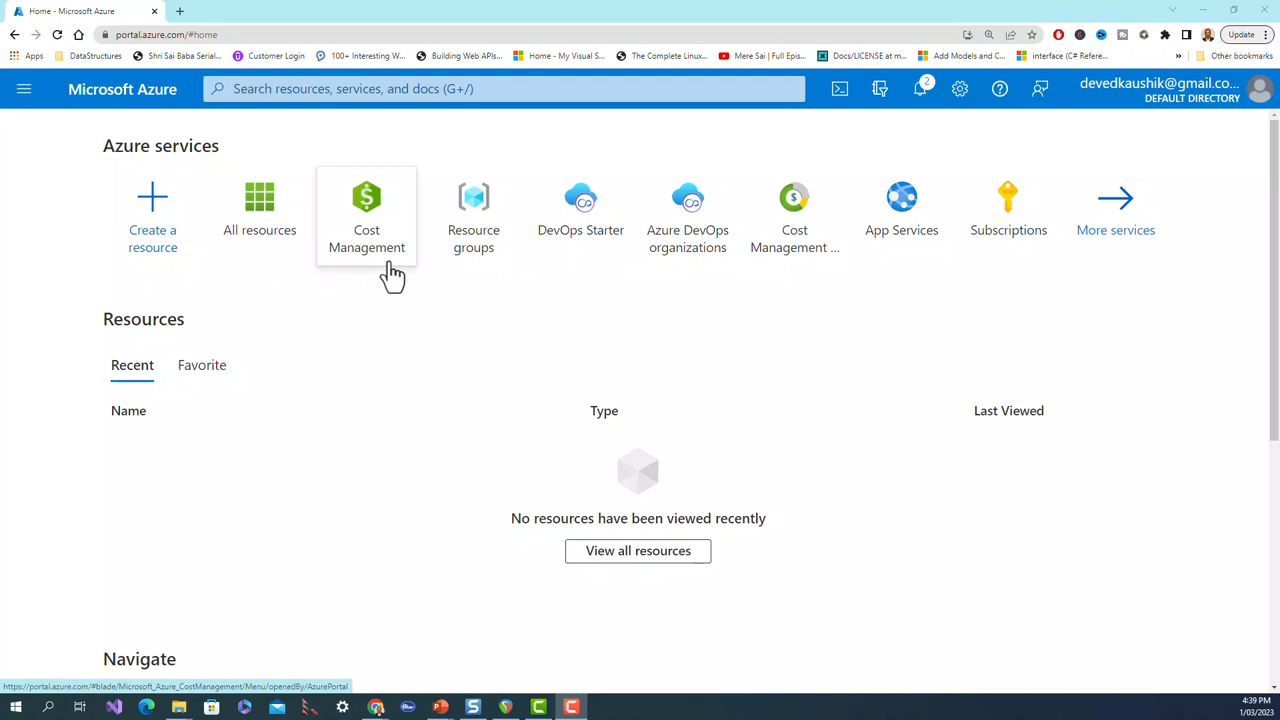 Home - Microsoft Azure
portal.azure.com/#home
Update
Apps
DataStructures
Shri Sai Baba Serial...
Customer Login
100+ Interesting W...
Building Web APIs...
Home - My Visual S...
The Complete Linux...
Mere Sai | Full Epis...
Docs/LICENSE at m...
Add Models and C...
interface (C# Refere...
Other bookmarks
Microsoft Azure
Search resources, services, and docs (G+/)
2
devedkaushik@gmail.co...
DEFAULT DIRECTORY
Azure services
Create a
resource
All resources
Cost
Management
Resource
groups
DevOps Starter
Azure DevOps
organizations
Cost
Management ...
App Services
Subscriptions
More services
Resources
Recent
Favorite
Name
Type
Last Viewed
No resources have been viewed recently
View all resources
Navigate
https://portal.azure.com/#blade/Microsoft_Azure_CostManagement/Menu/openedBy/AzurePortal
4:39 PM
1/03/2023